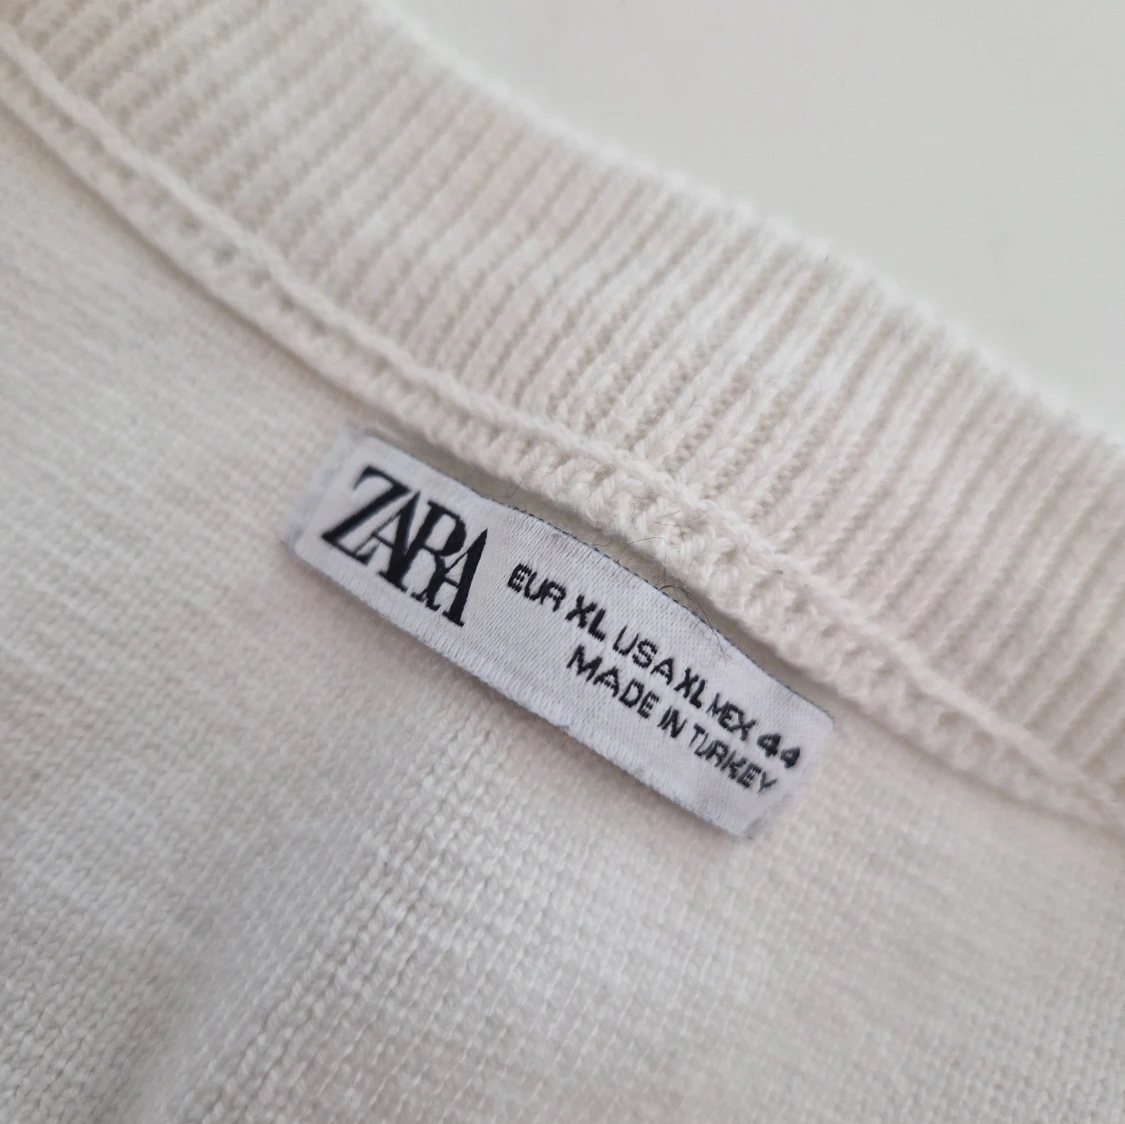 ZARA
EUR XL USA XL MEX 44
MADE IN TURKEY